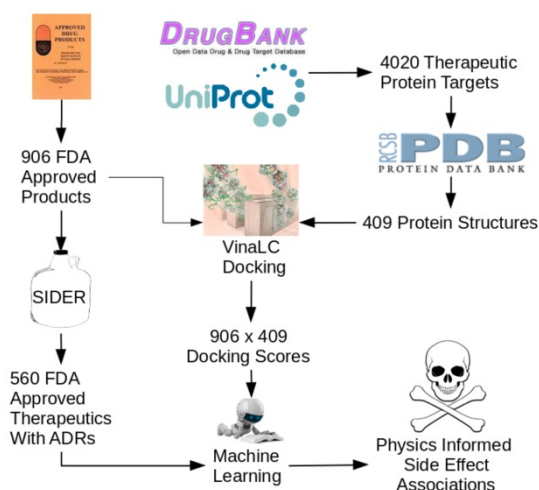 APPROVED
DRUG
PRODUCTS
DRUGBANK
Open Data Drug & Drug Target Database
UniProt
4020 Therapeutic
Protein Targets
RCSB
PDB
PROTEIN DATA BANK
906 FDA
Approved
Products
409 Protein Structures
VinaLC
Docking
SIDER
906 x 409
Docking Scores
560 FDA
Approved
Therapeutics
With ADRs
Machine
Learning
Physics Informed
Side Effect
Associations